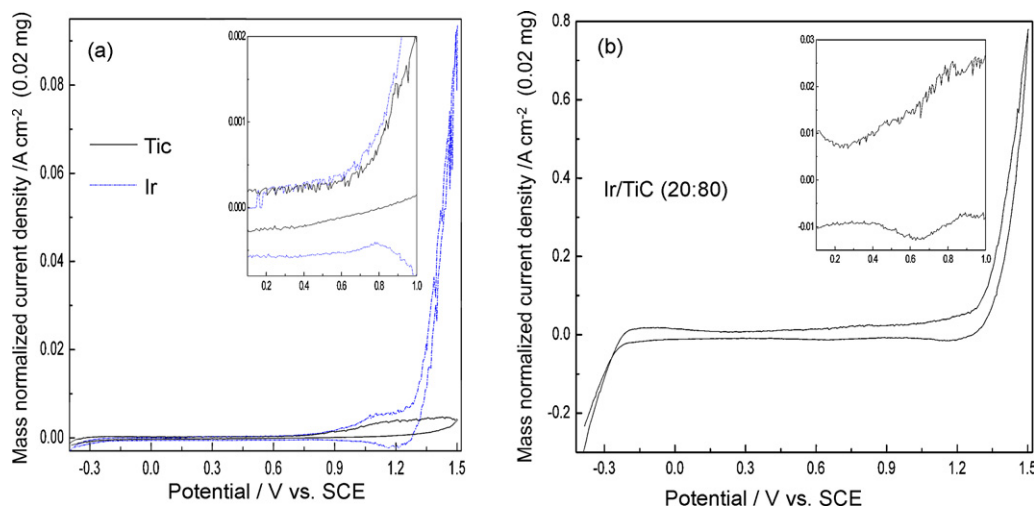 (a)
Mass normalized current density /A cm⁻² (0.02 mg)
0.08
0.06
0.04
0.02
0.00
-0.3 0.0 0.3 0.6 0.9 1.2 1.5
Potential / V vs. SCE
Tic
Ir
0.002
0.001
0.000
0.2 0.4 0.6 0.8 1.0
(b)
Mass normalized current density /A cm⁻² (0.02 mg)
0.8
0.6
0.4
0.2
0.0
-0.2
-0.3 0.0 0.3 0.6 0.9 1.2 1.5
Potential / V vs. SCE
Ir/TiC (20:80)
0.03
0.02
0.01
0.00
-0.01
0.2 0.4 0.6 0.8 1.0